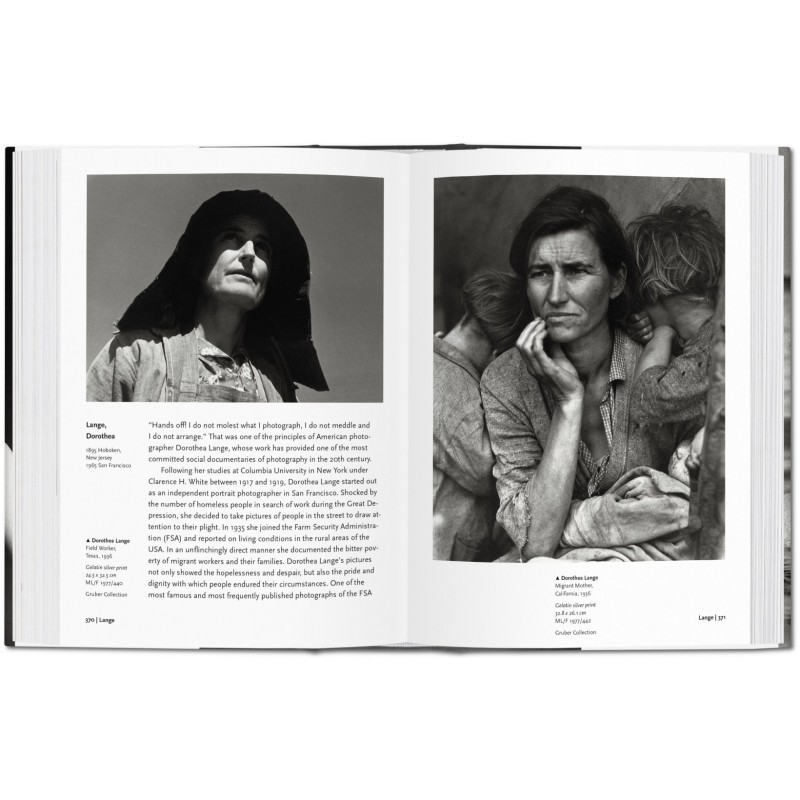 Lange,
Dorothea
1895 Hoboken,
New Jersey
1965 San Francisco
▲ Dorothea Lange
Field Worker,
Texas, 1936
Gelatin silver print
24.5 x 32.5 cm
ML/F 1977/440
Gruber Collection
“Hands off! I do not molest what I photograph, I do not meddle and
I do not arrange.” That was one of the principles of American photo-
grapher Dorothea Lange, whose work has provided one of the most
committed social documentaries of photography in the 20th century.
Following her studies at Columbia University in New York under
Clarence H. White between 1917 and 1919, Dorothea Lange started out
as an independent portrait photographer in San Francisco. Shocked by
the number of homeless people in search of work during the Great De-
pression, she decided to take pictures of people in the street to draw at-
tention to their plight. In 1935 she joined the Farm Security Administra-
tion (FSA) and reported on living conditions in the rural areas of the
USA. In an unflinchingly direct manner she documented the bitter pov-
erty of migrant workers and their families. Dorothea Lange's pictures
not only showed the hopelessness and despair, but also the pride and
dignity with which people endured their circumstances. One of the
most famous and most frequently published photographs of the FSA
370 | Lange
▲ Dorothea Lange
Migrant Mother,
California, 1936
Gelatin silver print
32.8 x 26.1 cm
ML/F 1977/442
Gruber Collection
Lange | 371